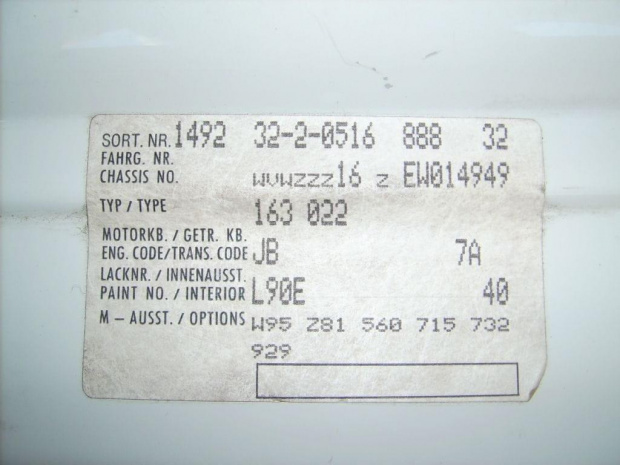 SORT. NR. 1492 32-2-0516 888 32
FAHRG. NR.
CHASSIS NO. WVWZZZ16 Z EW014949
TYP / TYPE 163 022
MOTORKB. / GETR. KB.
ENG. CODE/TRANS. CODE JB 7A
LACKNR. / INNENAUSST.
PAINT NO. / INTERIOR L90E 40
M – AUSST. / OPTIONS W95 Z81 560 715 732
929